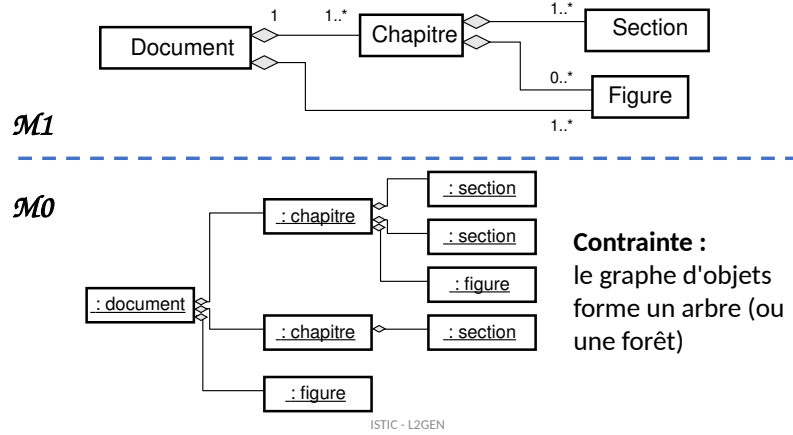 1
1..*
1..*
Document
Chapitre
Section
0..*
Figure
1..*
M1
M0
: section
: chapitre
: section
: figure
: document
: chapitre
: section
: figure
Contrainte :
le graphe d'objets
forme un arbre (ou
une forêt)
ISTIC - L2GEN